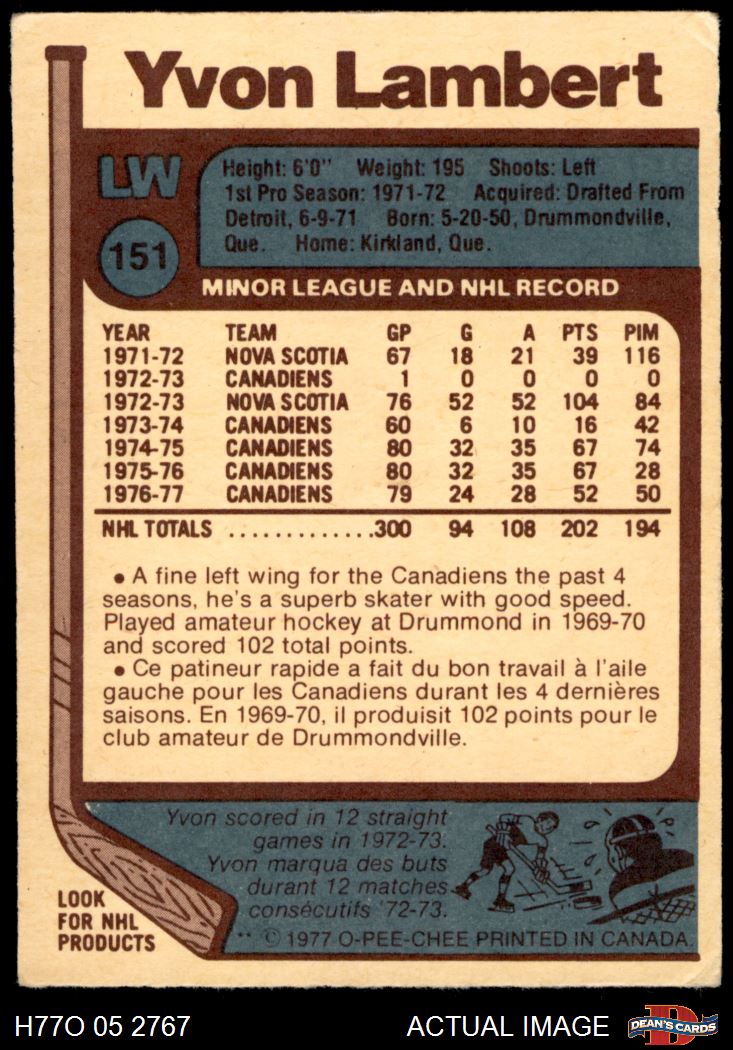 Yvon Lambert
LW
151
Height: 6'0" Weight: 195 Shoots: Left
1st Pro Season: 1971-72 Acquired: Drafted From
Detroit, 6-9-71 Born: 5-20-50, Drummondville,
Que. Home: Kirkland, Que.
MINOR LEAGUE AND NHL RECORD
YEAR TEAM GP G A PTS PIM
1971-72 NOVA SCOTIA 67 18 21 39 116
1972-73 CANADIENS 1 0 0 0 0
1972-73 NOVA SCOTIA 76 52 52 104 84
1973-74 CANADIENS 60 6 10 16 42
1974-75 CANADIENS 80 32 35 67 74
1975-76 CANADIENS 80 32 35 67 28
1976-77 CANADIENS 79 24 28 52 50
NHL TOTALS .............300 94 108 202 194
• A fine left wing for the Canadiens the past 4
seasons, he's a superb skater with good speed.
Played amateur hockey at Drummond in 1969-70
and scored 102 total points.
• Ce patineur rapide a fait du bon travail à l'aile
gauche pour les Canadiens durant les 4 dernières
saisons. En 1969-70, il produisit 102 points pour le
club amateur de Drummondville.
Yvon scored in 12 straight
games in 1972-73.
Yvon marqua des buts
durant 12 matches
consécutifs '72-73.
LOOK
FOR NHL
PRODUCTS
** © 1977 O-PEE-CHEE PRINTED IN CANADA.
H77O 05 2767 ACTUAL IMAGE
DEAN'S CARDS